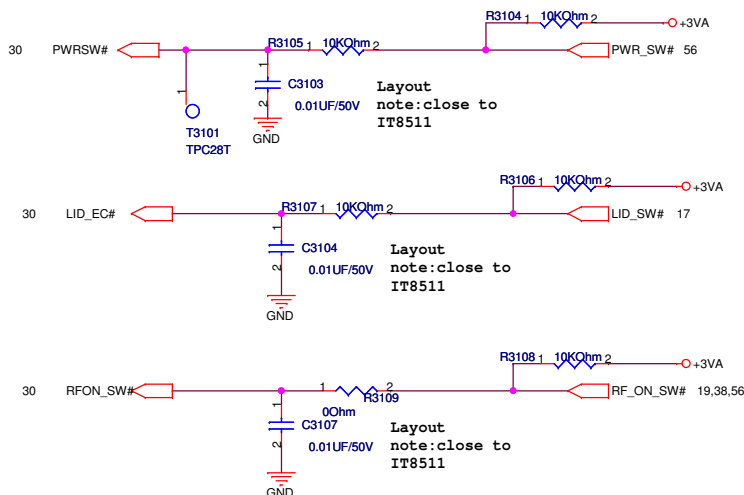 R3104 1 10KOhm 2 +3VA
30 PWRSW# R3105 1 10KOhm 2 PWR_SW# 56
1 1 C3103
2 0.01UF/50V
Layout
note:close to
IT8511
T3101
TPC28T
GND
R3106 1 10KOhm 2 +3VA
30 LID_EC# R3107 1 10KOhm 2 LID_SW# 17
1 C3104
2 0.01UF/50V
Layout
note:close to
IT8511
GND
R3108 1 10KOhm 2 +3VA
30 RFON_SW# 1 2 RF_ON_SW# 19,38,56
R3109
0Ohm
1 C3107
2 0.01UF/50V
Layout
note:close to
IT8511
GND